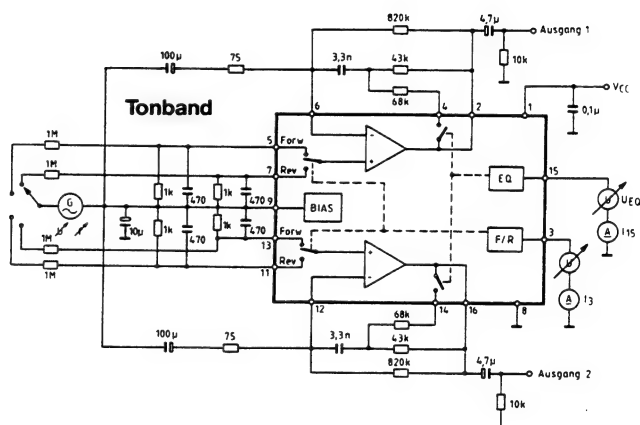 820k
4,7µ
Ausgang 1
100µ
75
3,3n
43k
10k
68k
VCC
Tonband
6
4
2
1
0,1µ
1M
5
Forw
1M
7
Rev
EQ
15
1k
470
1k
470
9
BIAS
UEQ
G
A
I15
10µ
1k
470
1k
470
Forw
13
F/R
3
1M
11
Rev
1M
A
I3
12
14
16
8
68k
100µ
75
3,3n
43k
4,7µ
820k
Ausgang 2
10k